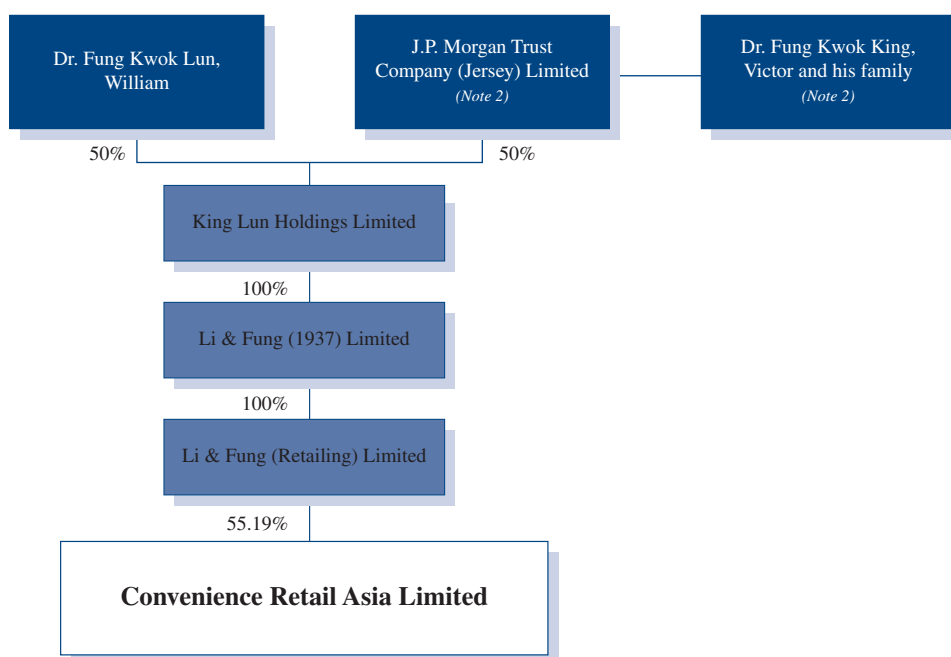 Dr. Fung Kwok Lun,
William
J.P. Morgan Trust
Company (Jersey) Limited
(Note 2)
Dr. Fung Kwok King,
Victor and his family
(Note 2)
50%
50%
King Lun Holdings Limited
100%
Li & Fung (1937) Limited
100%
Li & Fung (Retailing) Limited
55.19%
Convenience Retail Asia Limited